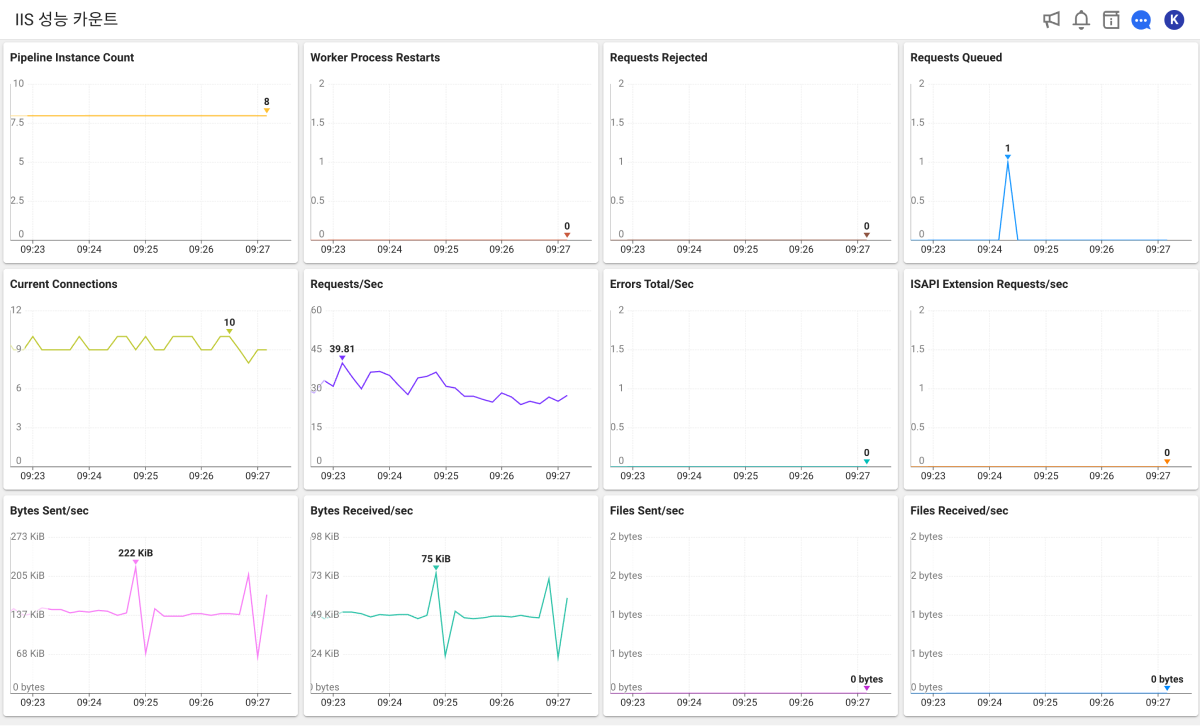 IIS 성능 카운트
K
Pipeline Instance Count
10
7.5
5
2.5
0
8
09:23 09:24 09:25 09:26 09:27
Worker Process Restarts
2
1.5
1
0.5
0
0
09:23 09:24 09:25 09:26 09:27
Requests Rejected
2
1.5
1
0.5
0
0
09:23 09:24 09:25 09:26 09:27
Requests Queued
2
1.5
1
0.5
0
1
09:23 09:24 09:25 09:26 09:27
Current Connections
12
9
6
3
0
10
09:23 09:24 09:25 09:26 09:27
Requests/Sec
60
45
30
15
0
39.81
09:23 09:24 09:25 09:26 09:27
Errors Total/Sec
2
1.5
1
0.5
0
0
09:23 09:24 09:25 09:26 09:27
ISAPI Extension Requests/sec
2
1.5
1
0.5
0
0
09:23 09:24 09:25 09:26 09:27
Bytes Sent/sec
273 KiB
205 KiB
137 KiB
68 KiB
0 bytes
222 KiB
09:23 09:24 09:25 09:26 09:27
Bytes Received/sec
98 KiB
73 KiB
49 KiB
24 KiB
0 bytes
75 KiB
09:23 09:24 09:25 09:26 09:27
Files Sent/sec
2 bytes
2 bytes
1 bytes
1 bytes
0 bytes
0 bytes
09:23 09:24 09:25 09:26 09:27
Files Received/sec
2 bytes
2 bytes
1 bytes
1 bytes
0 bytes
0 bytes
09:23 09:24 09:25 09:26 09:27